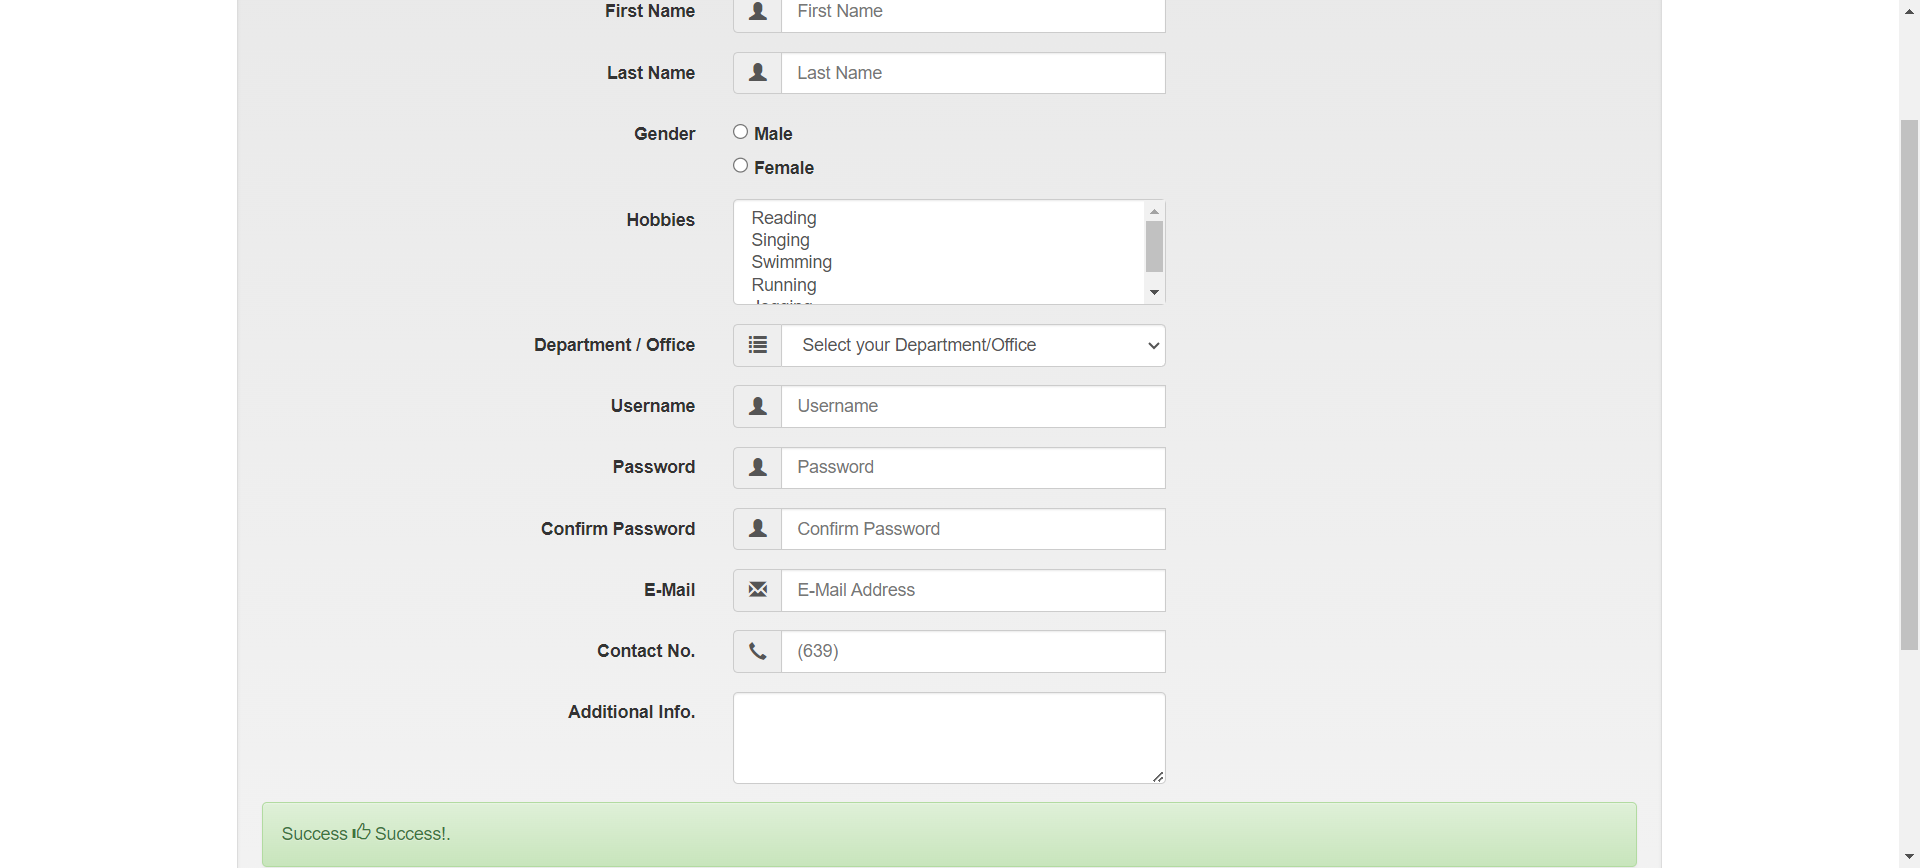 First Name First Name
Last Name Last Name
Gender Male
Female
Hobbies Reading
Singing
Swimming
Running
Jogging
Department / Office Select your Department/Office
Username Username
Password Password
Confirm Password Confirm Password
E-Mail E-Mail Address
Contact No. (639)
Additional Info.
Success Success!.